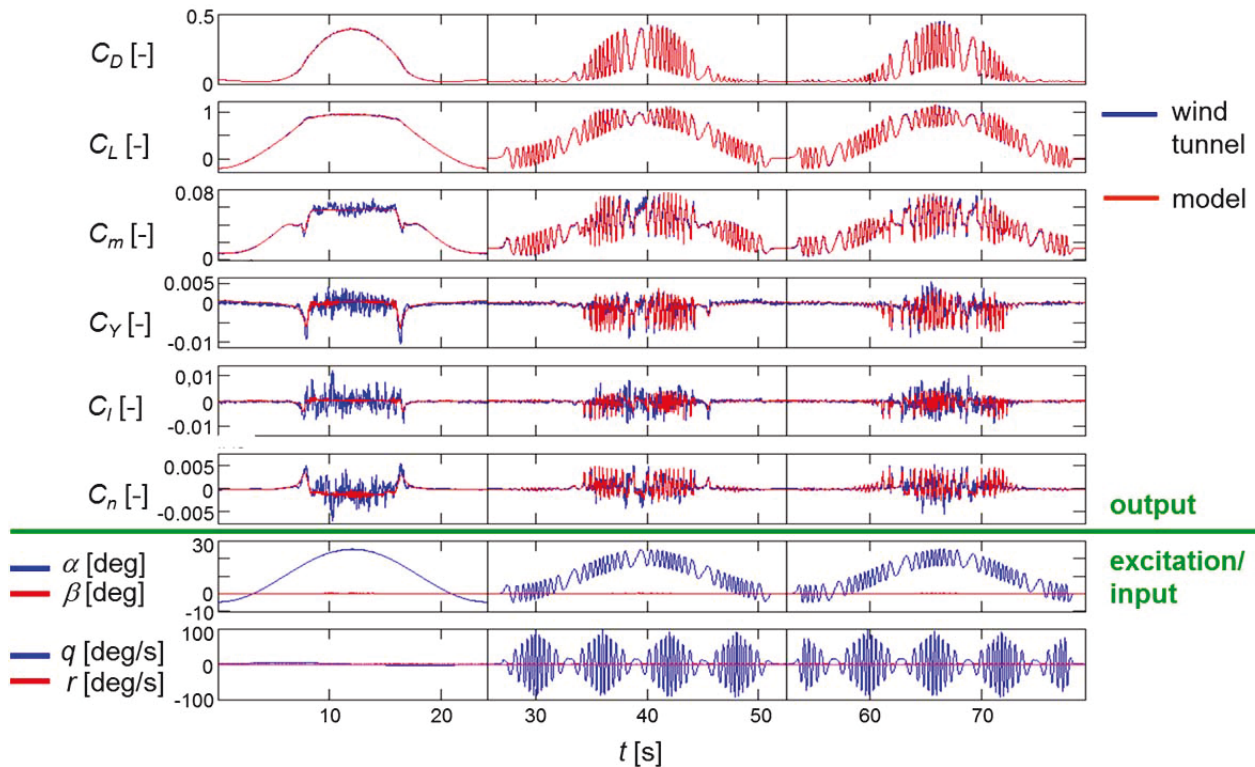 0.5
C_D [-]
0
1
C_L [-]
0
wind
tunnel
0.08
C_m [-]
0
model
0.005
0
C_Y [-]
-0.01
0,01
C_l [-]
0
-0.01
0.005
C_n [-]
0
-0.005
output
30
α [deg]
β [deg]
0
-10
excitation/
input
100
q [deg/s]
0
r [deg/s]
-100
10 20 30 40 50 60 70
t [s]